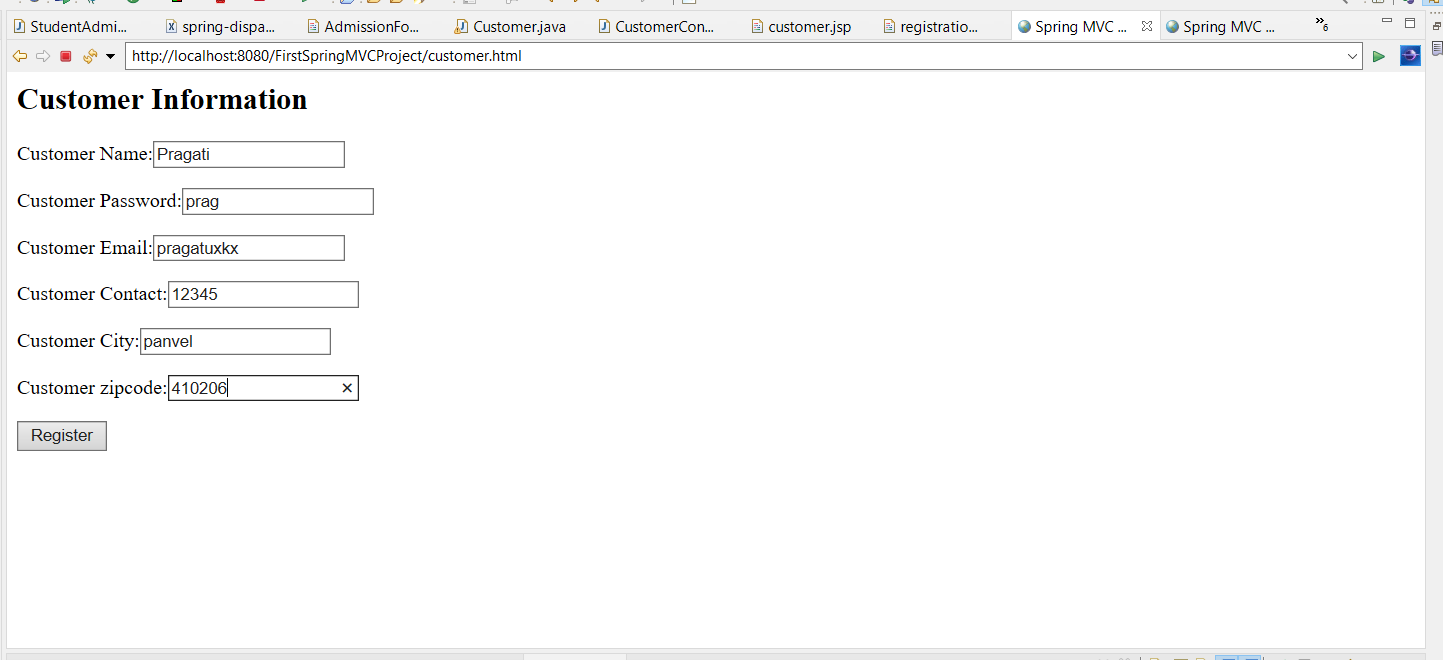 StudentAdmi... spring-dispa... AdmissionFo... Customer.java CustomerCon... customer.jsp registratio... Spring MVC ... Spring MVC ... »6
http://localhost:8080/FirstSpringMVCProject/customer.html
Customer Information
Customer Name: Pragati
Customer Password: prag
Customer Email: pragatuxkx
Customer Contact: 12345
Customer City: panvel
Customer zipcode: 410206
Register